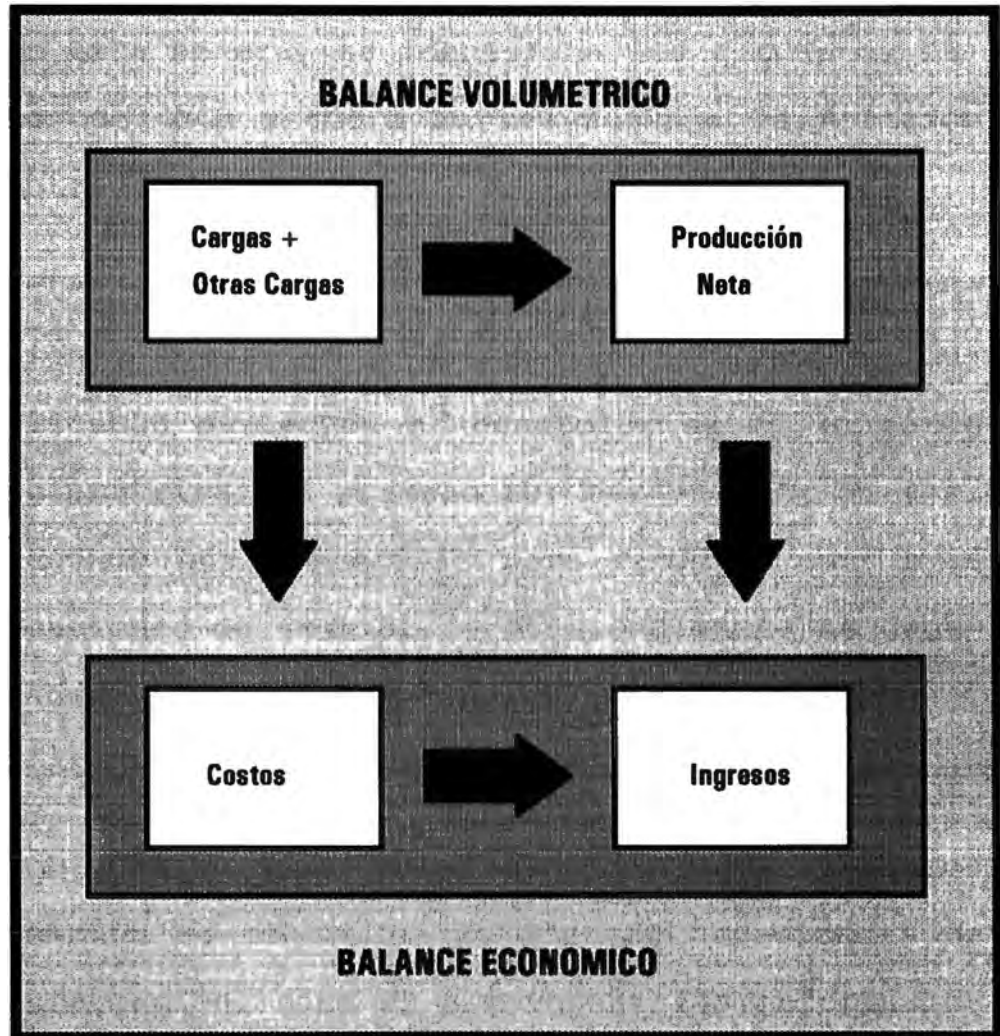 BALANCE VOLUMETRICO
Cargas +
Otras Cargas
Producción
Neta
Costos
Ingresos
BALANCE ECONOMICO